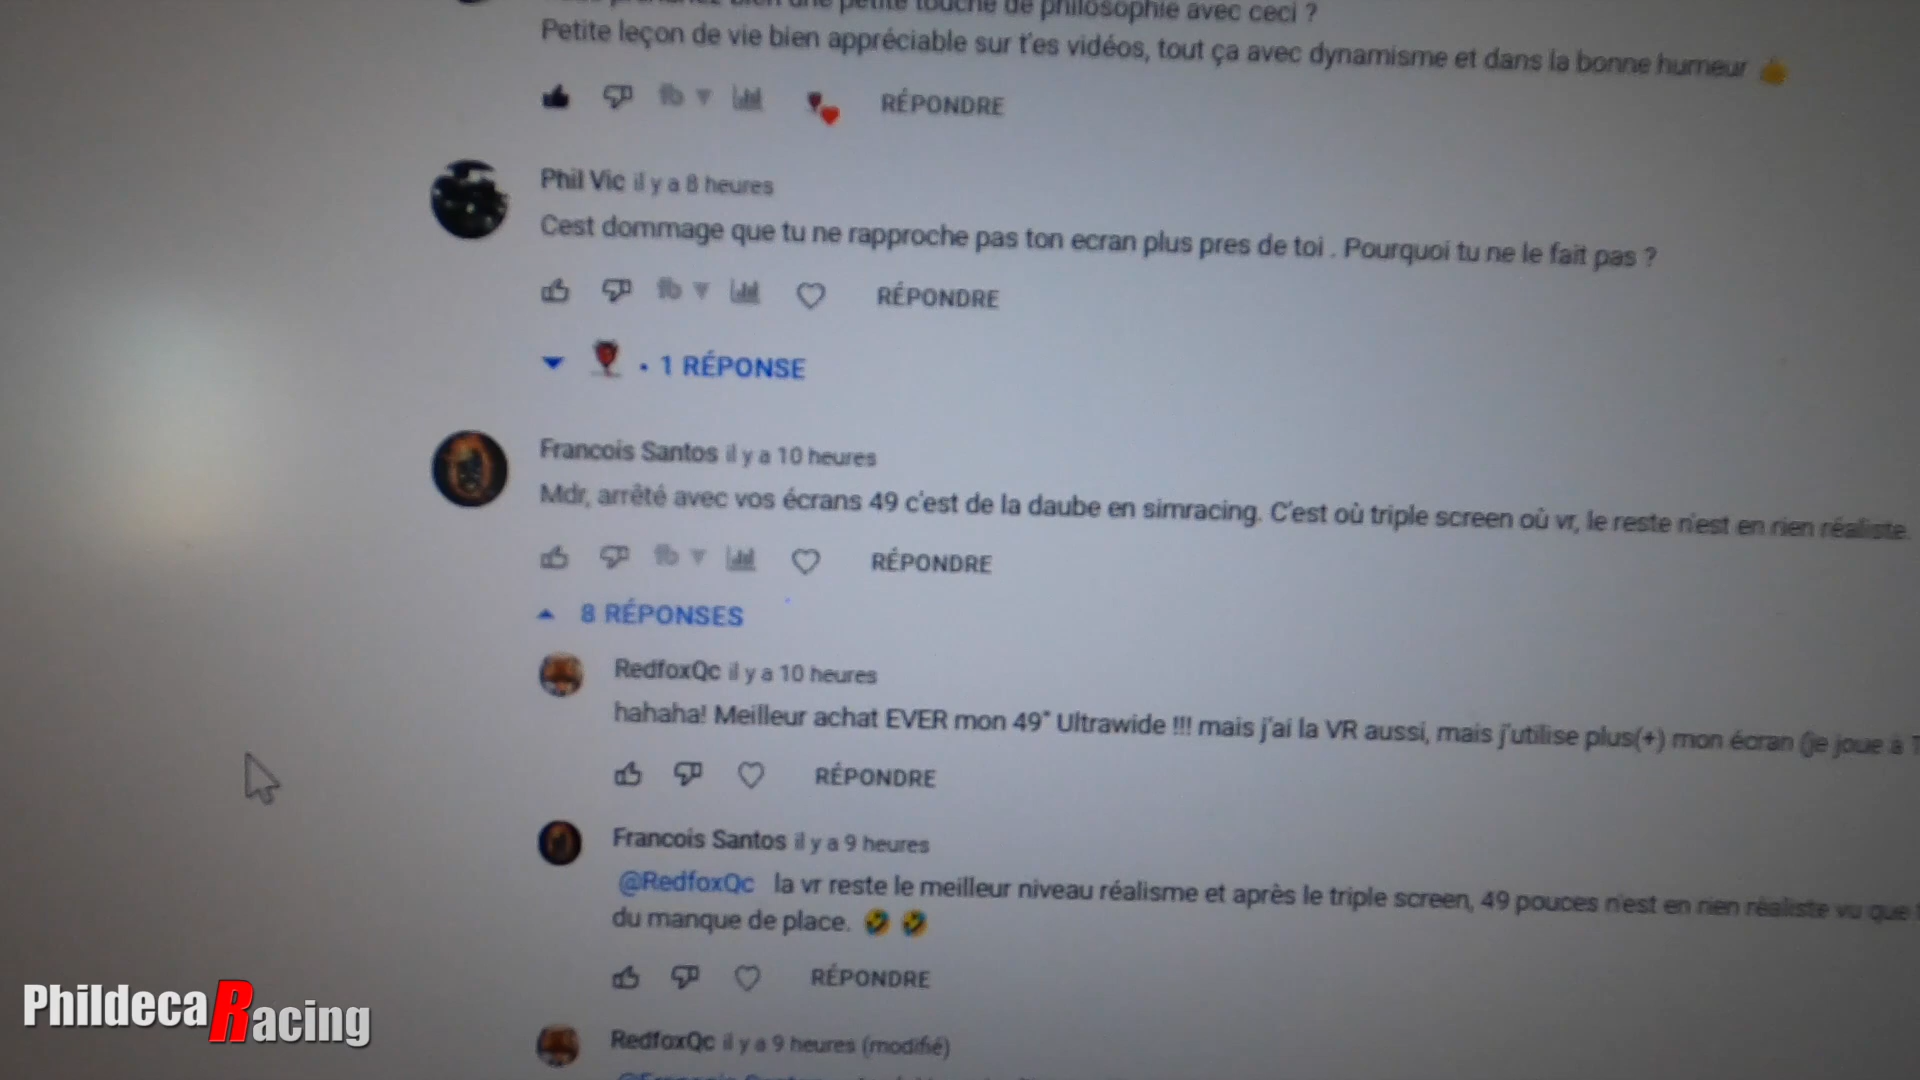 petite touche de philosophie avec ceci ?
Petite leçon de vie bien appréciable sur t'es vidéos, tout ça avec dynamisme et dans la bonne humeur
RÉPONDRE
Phil Vic il y a 8 heures
Cest dommage que tu ne rapproche pas ton ecran plus pres de toi . Pourquoi tu ne le fait pas ?
RÉPONDRE
• 1 RÉPONSE
Francois Santos il y a 10 heures
Mdr, arrêté avec vos écrans 49 c'est de la daube en simracing. C'est où triple screen où vr, le reste n'est en rien réaliste.
RÉPONDRE
8 RÉPONSES
RedfoxQc il y a 10 heures
hahaha! Meilleur achat EVER mon 49" Ultrawide !!! mais j'ai la VR aussi, mais j'utilise plus(+) mon écran (je joue à
RÉPONDRE
Francois Santos il y a 9 heures
@RedfoxQc la vr reste le meilleur niveau réalisme et après le triple screen, 49 pouces n'est en rien réaliste vu que
du manque de place. 🤣 🤣
RÉPONDRE
RedfoxQc il y a 9 heures (modifié)
Phildeca Racing